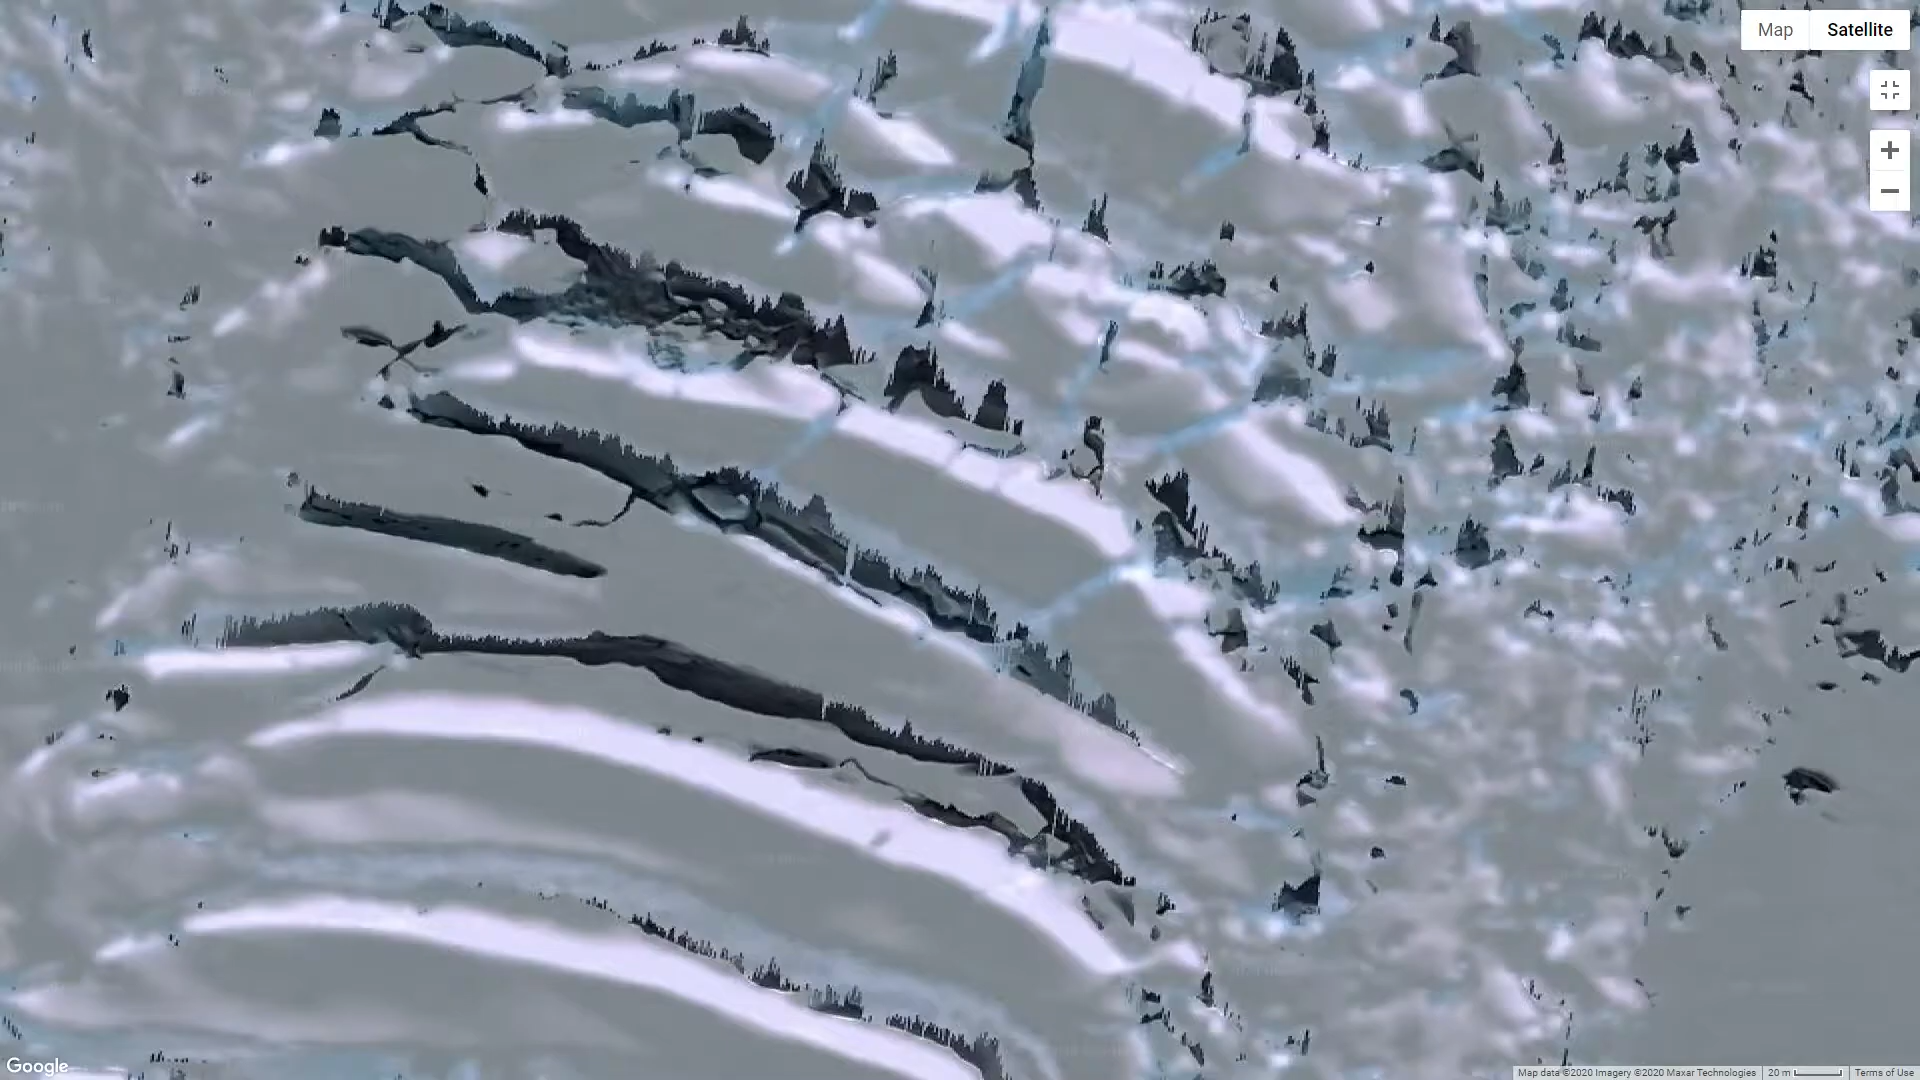 Map Satellite
+
−
Google
Map data ©2020 Imagery ©2020 Maxar Technologies 20 m Terms of Use